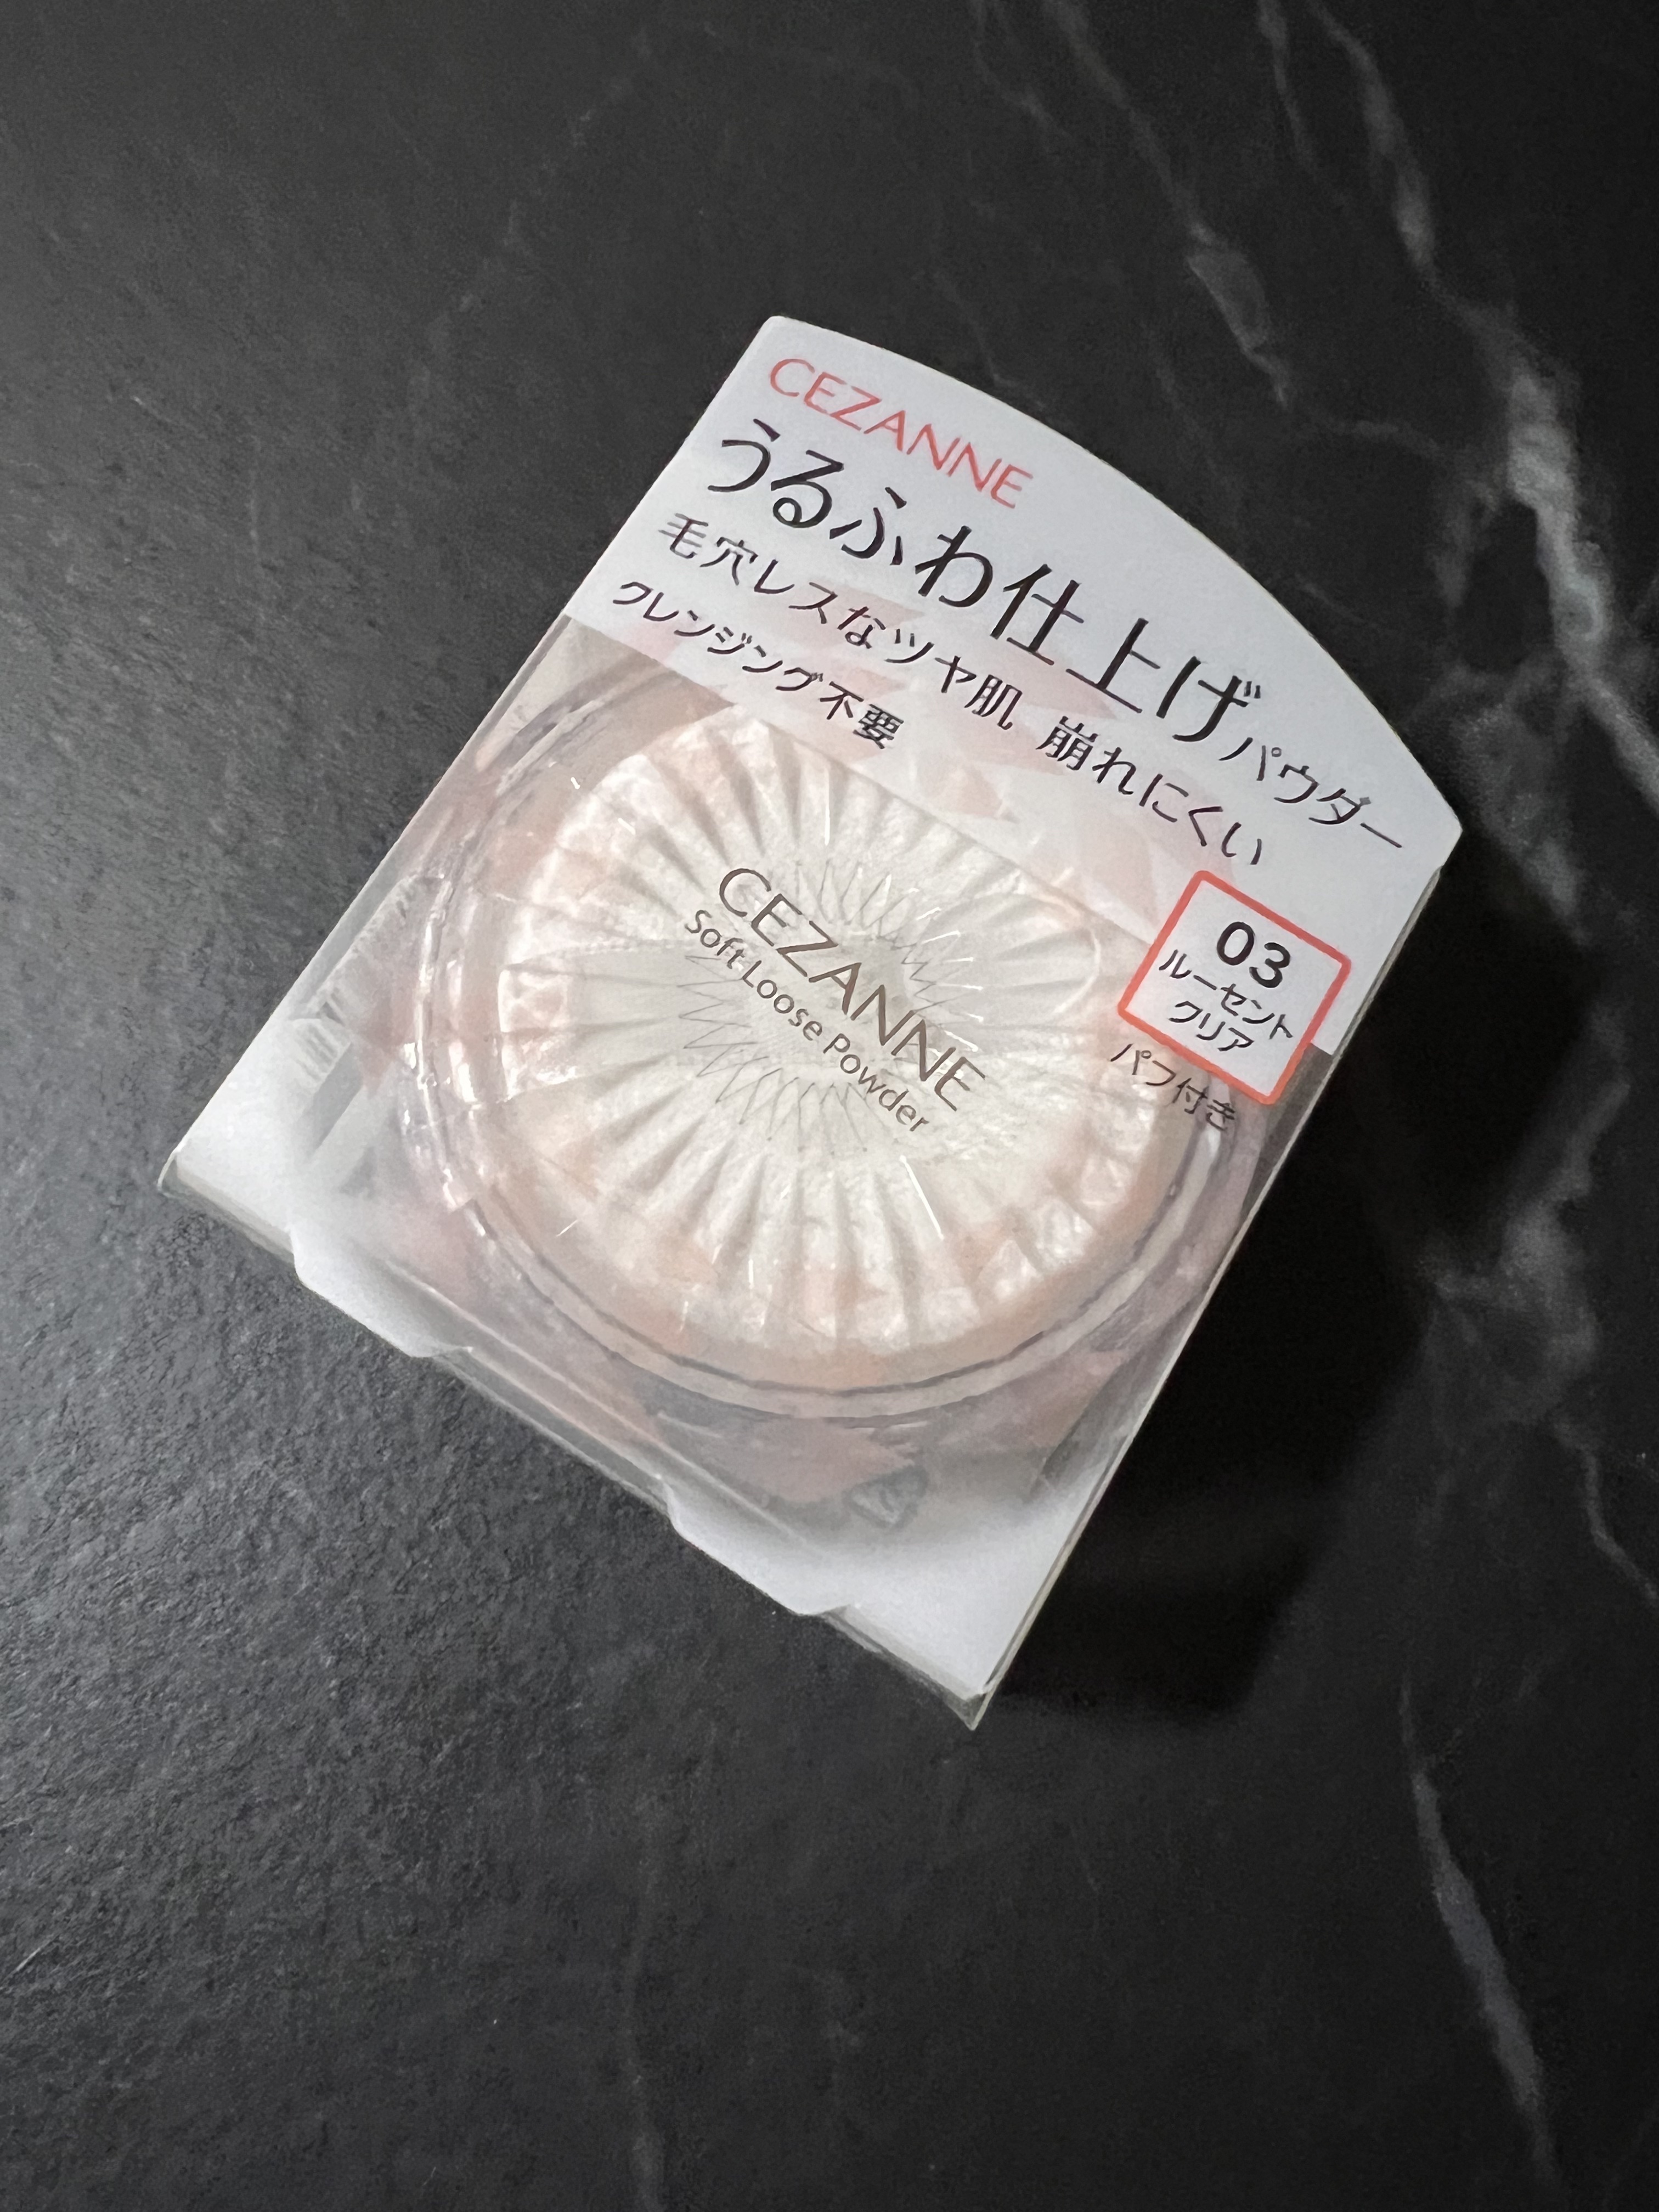 CEZANNE
うるふわ仕上げパウダー
毛穴レスなツヤ肌 崩れにくい
クレンジング不要
03
ルーセント
クリア
パフ付き
CEZANNE
Soft Loose Powder